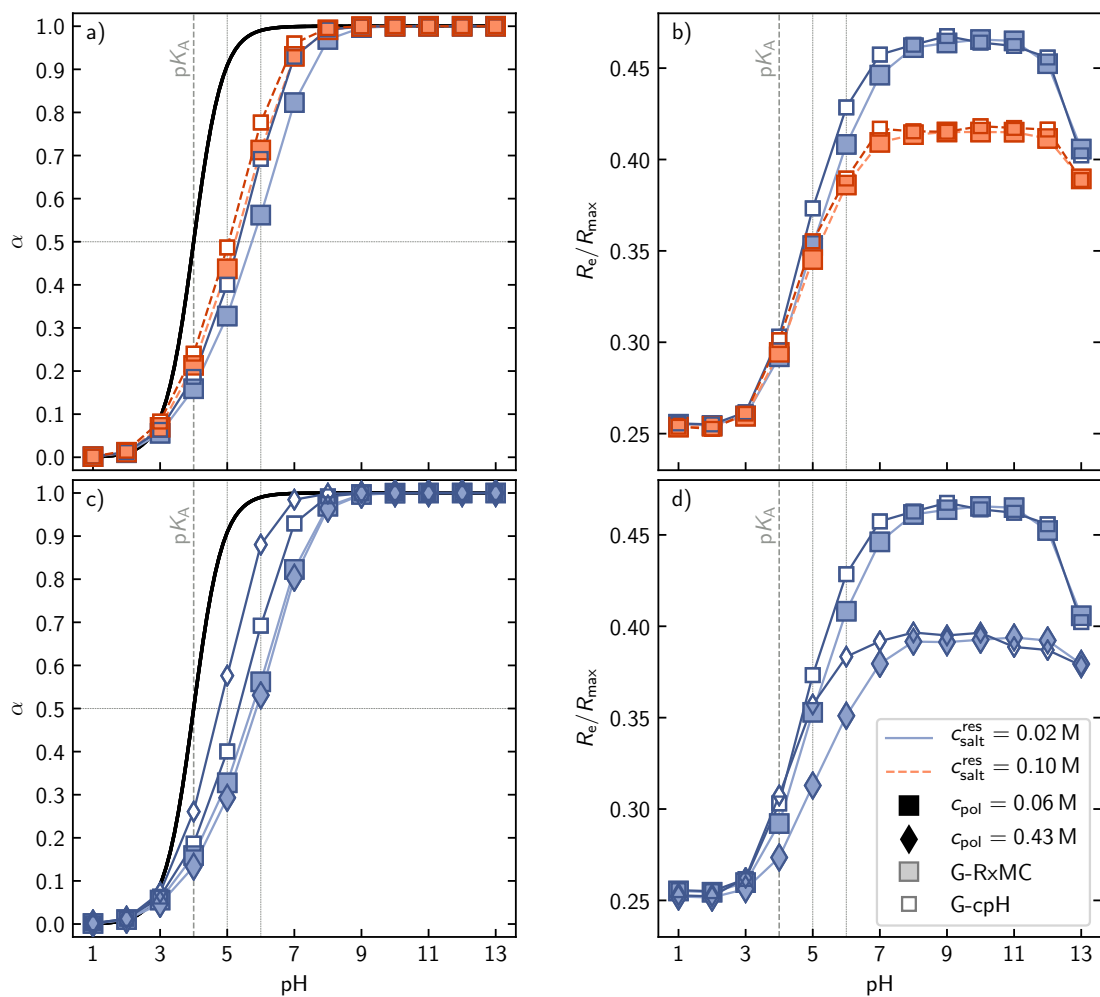 a)
pK_A
α
1.0
0.9
0.8
0.7
0.6
0.5
0.4
0.3
0.2
0.1
0.0
b)
pK_A
R_e/R_max
0.45
0.40
0.35
0.30
0.25
c)
pK_A
α
1.0
0.9
0.8
0.7
0.6
0.5
0.4
0.3
0.2
0.1
0.0
1 3 5 7 9 11 13
pH
d)
pK_A
R_e/R_max
0.45
0.40
0.35
0.30
0.25
c_salt^res = 0.02 M
c_salt^res = 0.10 M
c_pol = 0.06 M
c_pol = 0.43 M
G-RxMC
G-cpH
1 3 5 7 9 11 13
pH